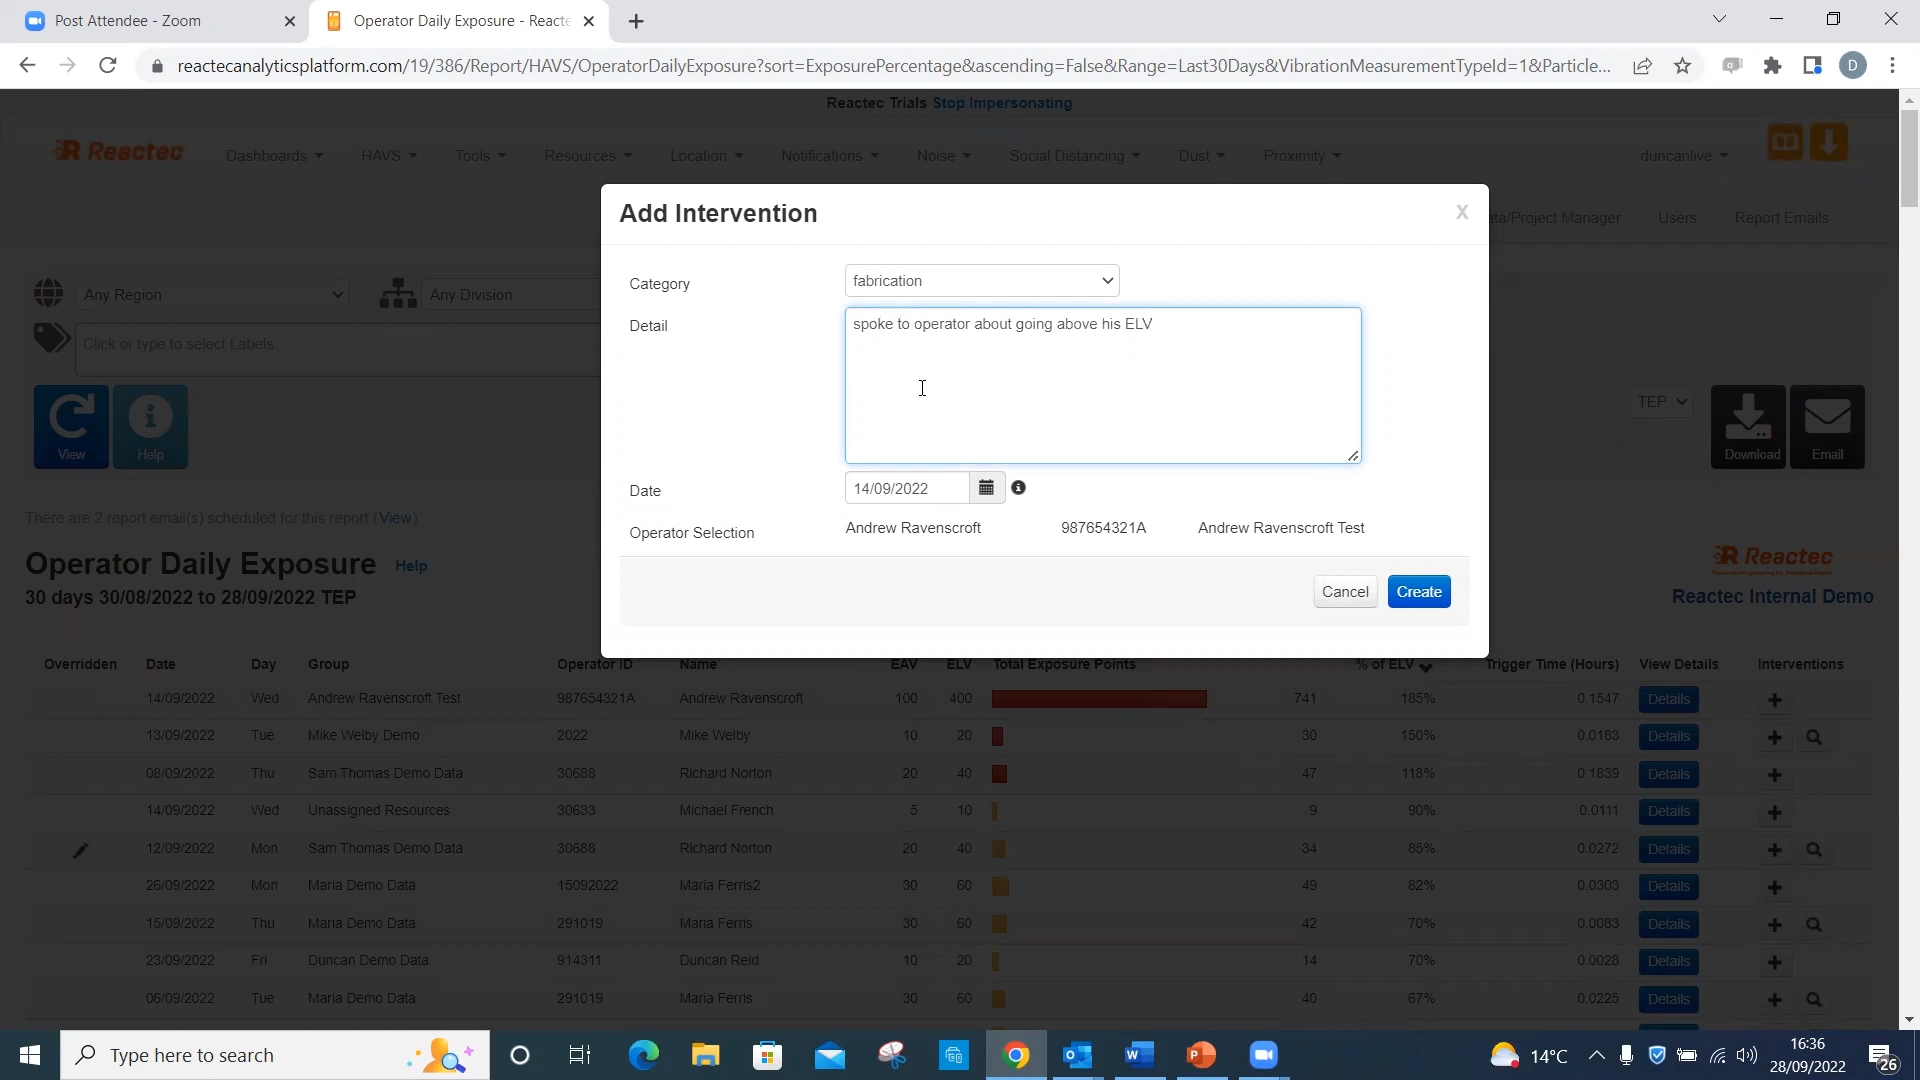 Post Attendee - Zoom
Operator Daily Exposure - Reacte
reactecanalyticsplatform.com/19/386/Report/HAVS/OperatorDailyExposure?sort=ExposurePercentage&ascending=False&Range=Last30Days&VibrationMeasurementTypeId=1&Particle...
D
Reactec Trials Stop Impersonating
Reactec
Dashboards HAVS Tools Resources Location Notifications Noise Social Distancing Dust Proximity duncanlive
ata/Project Manager Users Report Emails
Add Intervention X
Category fabrication
Detail spoke to operator about going above his ELV
Date 14/09/2022
Operator Selection Andrew Ravenscroft 987654321A Andrew Ravenscroft Test
Cancel Create
Any Region Any Division
Click or type to select Labels
View Help TEP Download Email
There are 2 report email(s) scheduled for this report (View)
Operator Daily Exposure Help
30 days 30/08/2022 to 28/09/2022 TEP
Reactec
Reactec Internal Demo
Overridden Date Day Group Operator ID Name EAV ELV Total Exposure Points % of ELV Trigger Time (Hours) View Details Interventions
14/09/2022 Wed Andrew Ravenscroft Test 987654321A Andrew Ravenscroft 100 400 741 185% 0.1547 Details
13/09/2022 Tue Mike Welby Demo 2022 Mike Welby 10 20 30 150% 0.0183 Details
08/09/2022 Thu Sam Thomas Demo Data 30688 Richard Norton 20 40 47 118% 0.1839 Details
14/09/2022 Wed Unassigned Resources 30633 Michael French 5 10 9 90% 0.0111 Details
12/09/2022 Mon Sam Thomas Demo Data 30688 Richard Norton 20 40 34 85% 0.0272 Details
26/09/2022 Mon Maria Demo Data 15092022 Maria Ferris2 30 60 49 82% 0.0303 Details
15/09/2022 Thu Maria Demo Data 291019 Maria Ferris 30 60 42 70% 0.0083 Details
23/09/2022 Fri Duncan Demo Data 914311 Duncan Reid 10 20 14 70% 0.0028 Details
06/09/2022 Tue Maria Demo Data 291019 Maria Ferris 30 60 40 67% 0.0225 Details
Type here to search
14°C
16:36
28/09/2022
26